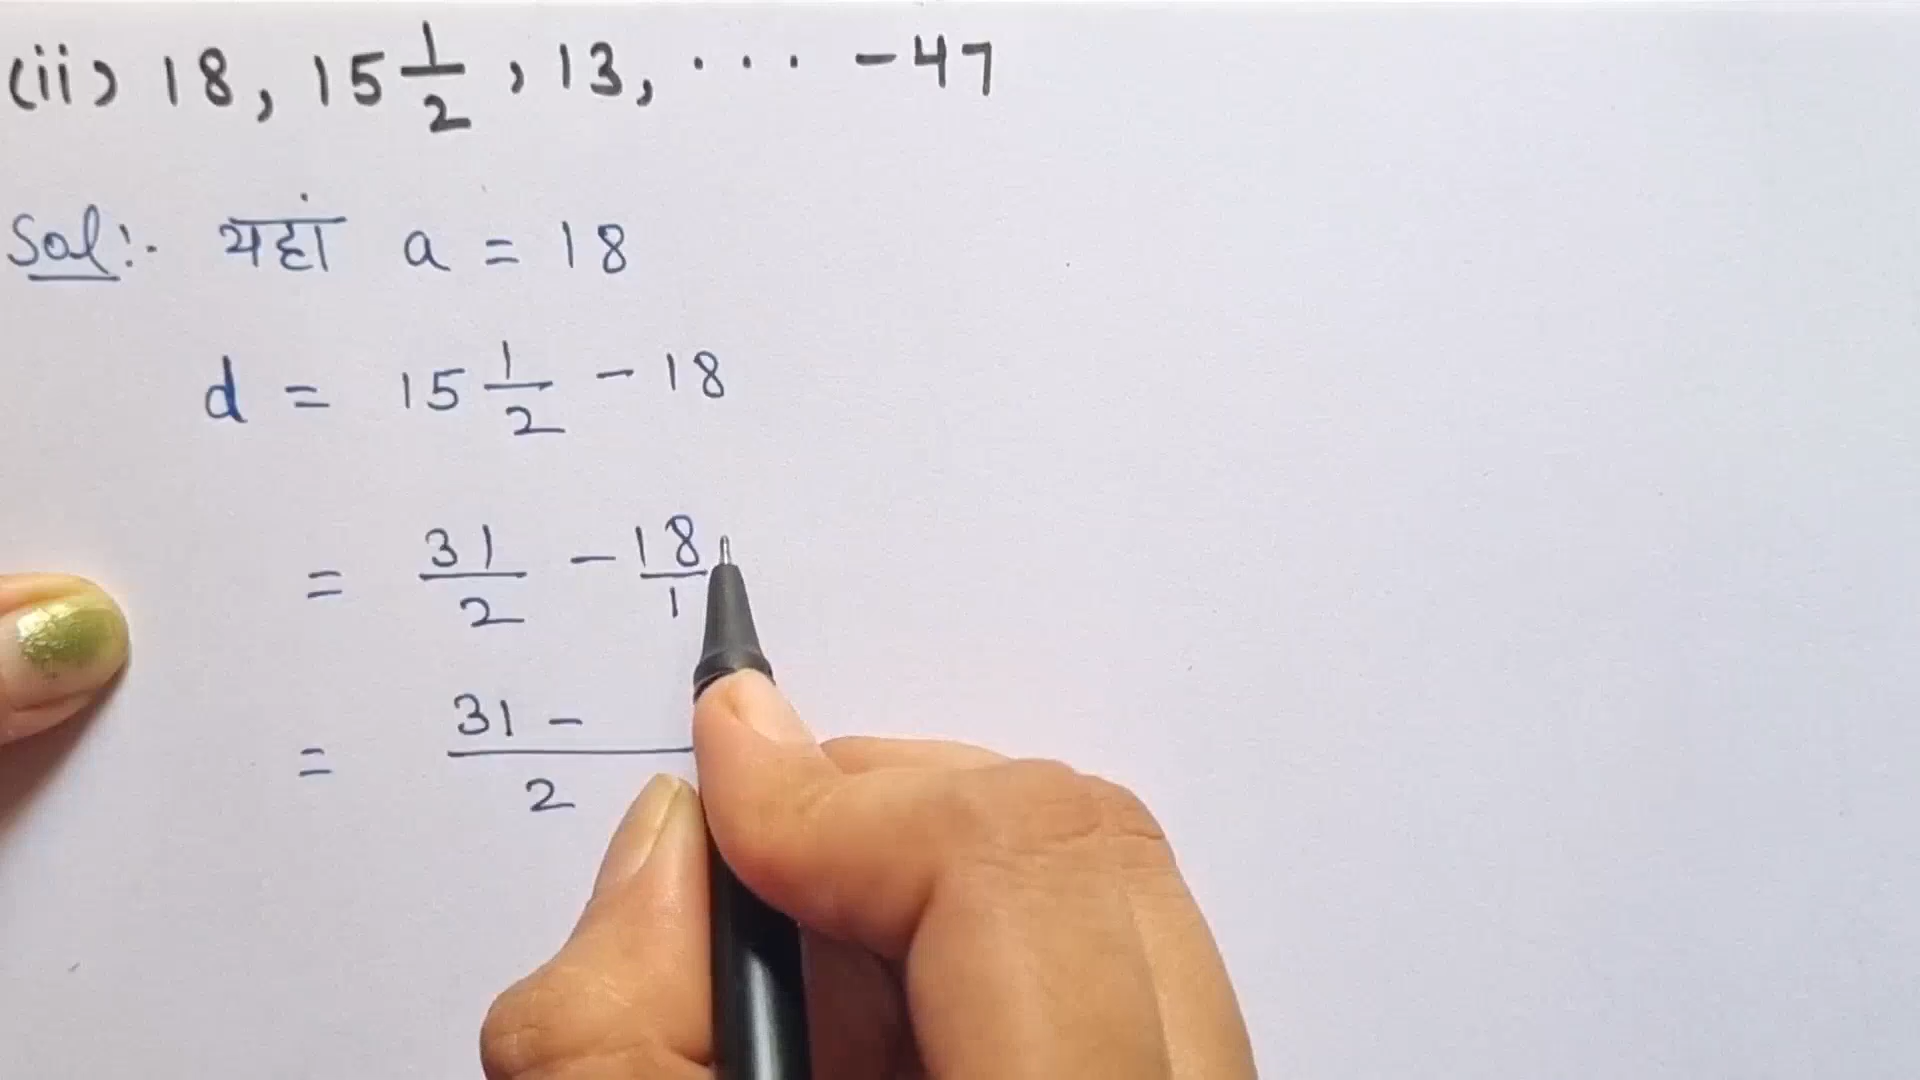 (ii) 18, 15 1/2, 13, ... -47
Sol:- यहां a = 18
d = 15 1/2 - 18
= 31/2 - 18/1
= 31 - /2